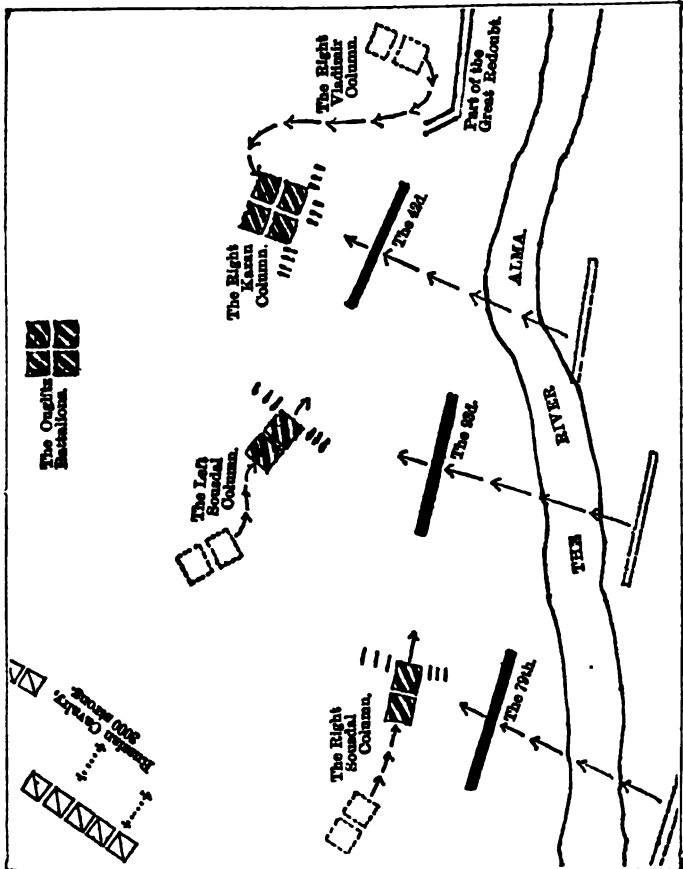 The Right
Vladimir
Column.
Part of the
Great Redoubt.
The Right
Kazan
Column.
The 42d.
ALMA.
The Ouglitz
Battalions.
The Left
Sousdal
Column.
The 93d.
RIVER
THE
Russian Cavalry,
3000 strong.
The Right
Sousdal
Column.
The 79th.